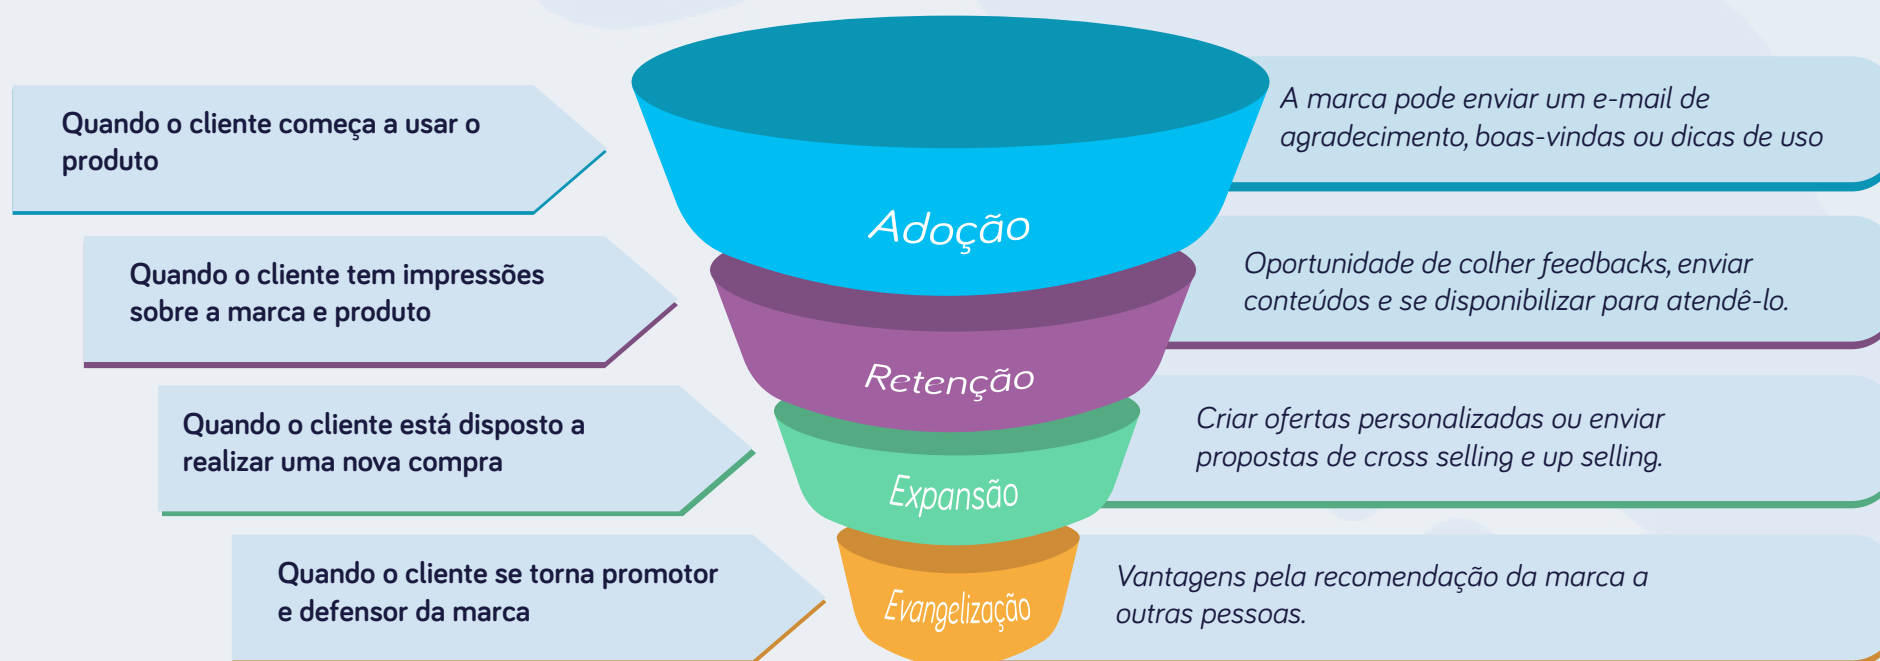 Quando o cliente começa a usar o
produto
Adoção
A marca pode enviar um e-mail de
agradecimento, boas-vindas ou dicas de uso
Quando o cliente tem impressões
sobre a marca e produto
Retenção
Oportunidade de colher feedbacks, enviar
conteúdos e se disponibilizar para atendê-lo.
Quando o cliente está disposto a
realizar uma nova compra
Expansão
Criar ofertas personalizadas ou enviar
propostas de cross selling e up selling.
Quando o cliente se torna promotor
e defensor da marca
Evangelização
Vantagens pela recomendação da marca a
outras pessoas.